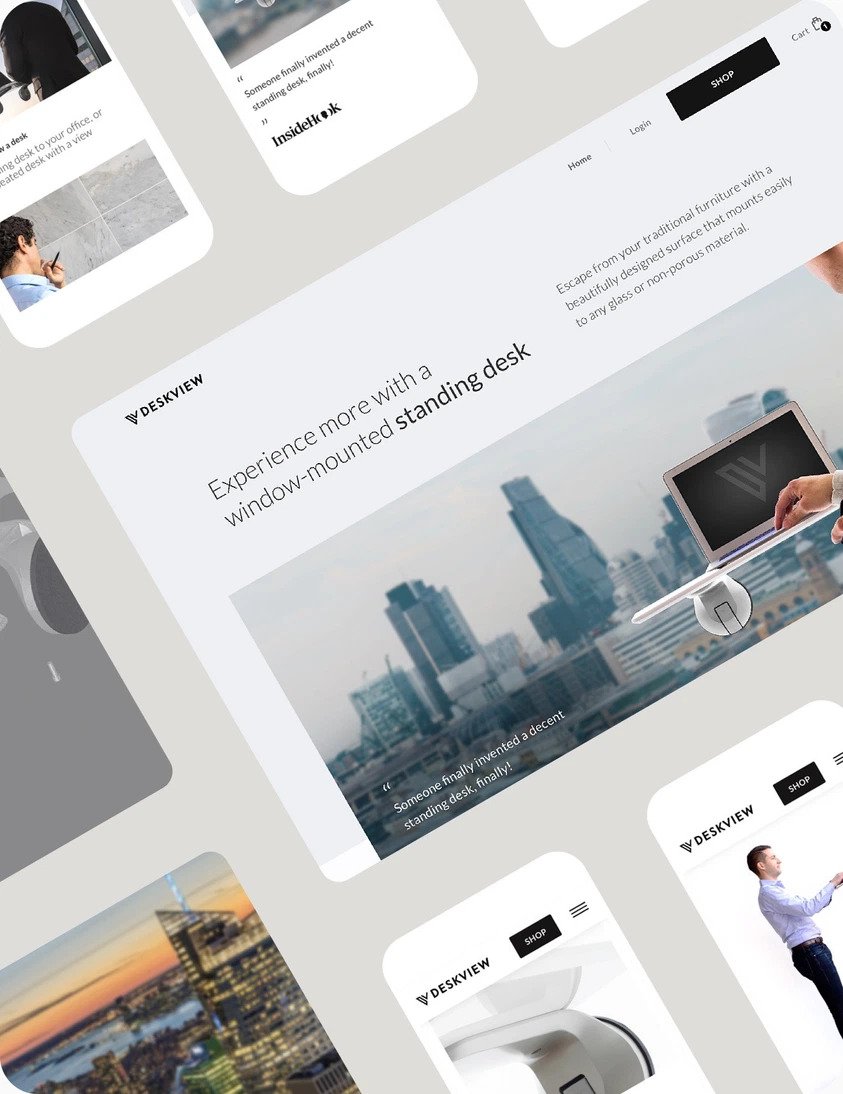 w a desk
ing desk to your office, or
eated desk with a view
“
Someone finally invented a decent
standing desk, finally!
”
InsideHook
Cart 1
SHOP
Login
Home
Escape from your traditional furniture with a
beautifully designed surface that mounts easily
to any glass or non-porous material.
DESKVIEW
Experience more with a
window-mounted standing desk
“
Someone finally invented a decent
standing desk, finally!
SHOP
DESKVIEW
SHOP
DESKVIEW